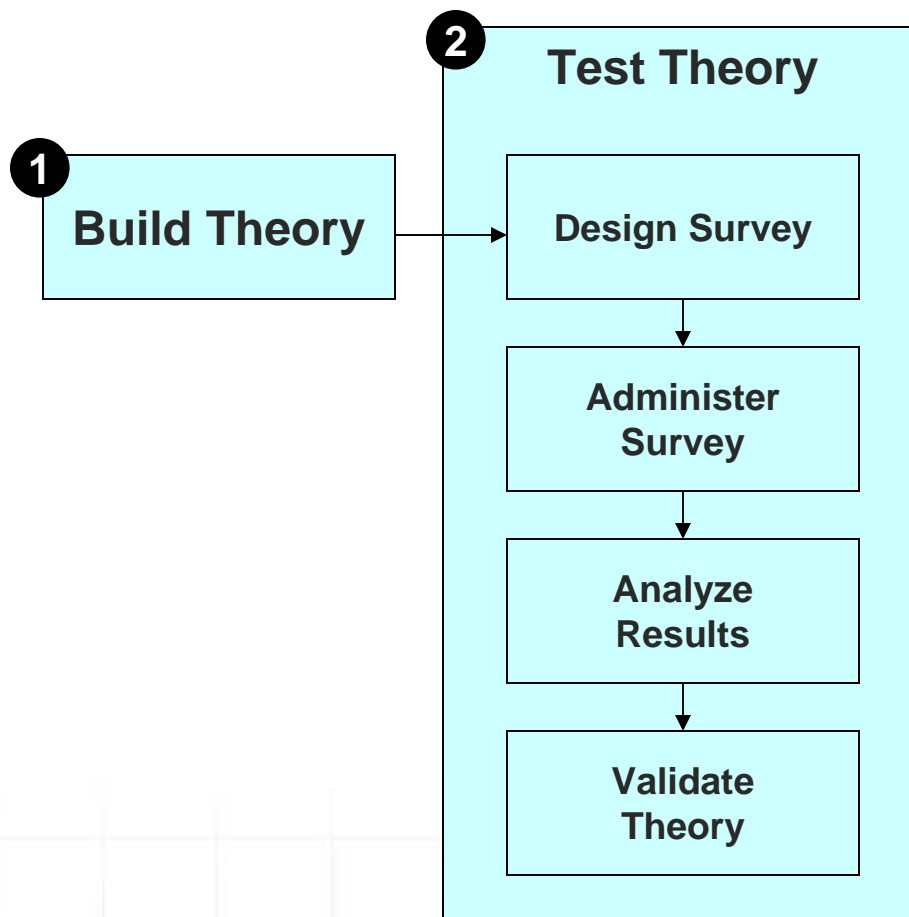 1
Build Theory
2
Test Theory
Design Survey
Administer
Survey
Analyze
Results
Validate
Theory